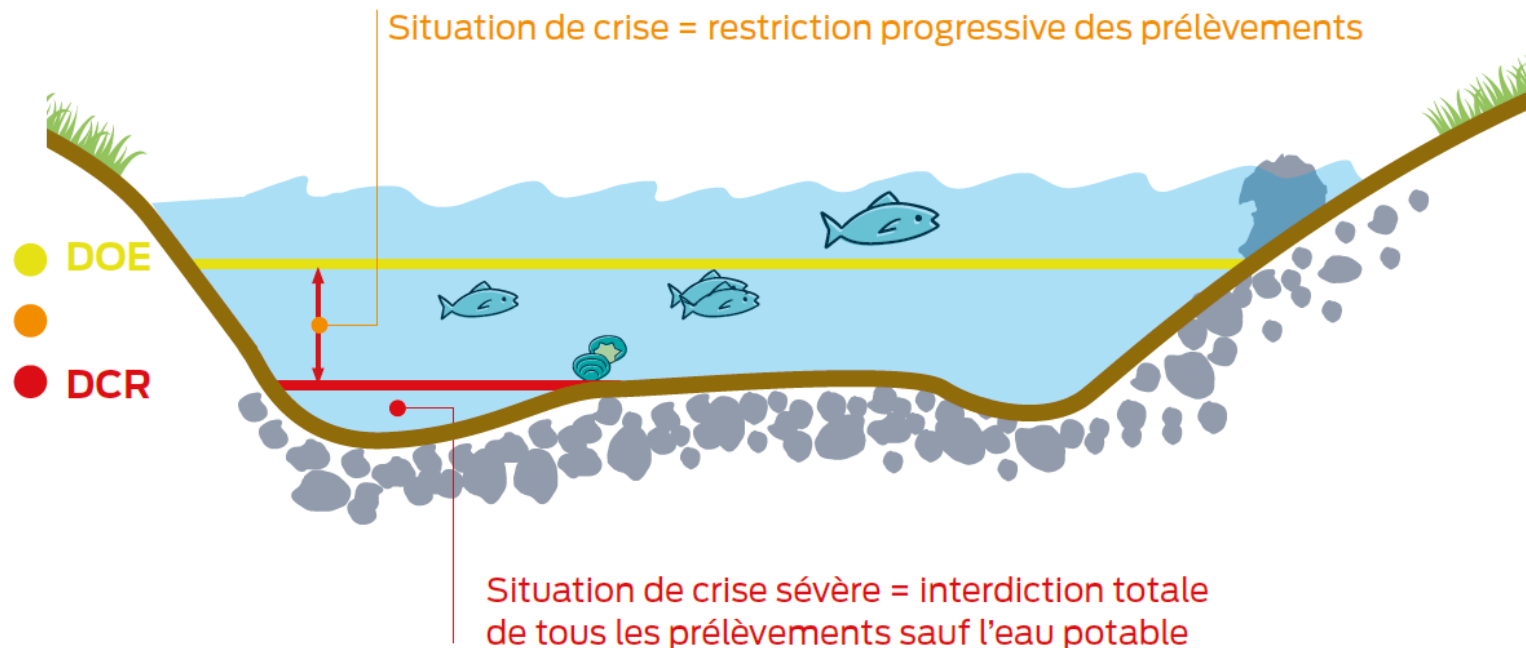 Situation de crise = restriction progressive des prélèvements
DOE
DCR
Situation de crise sévère = interdiction totale
de tous les prélèvements sauf l'eau potable